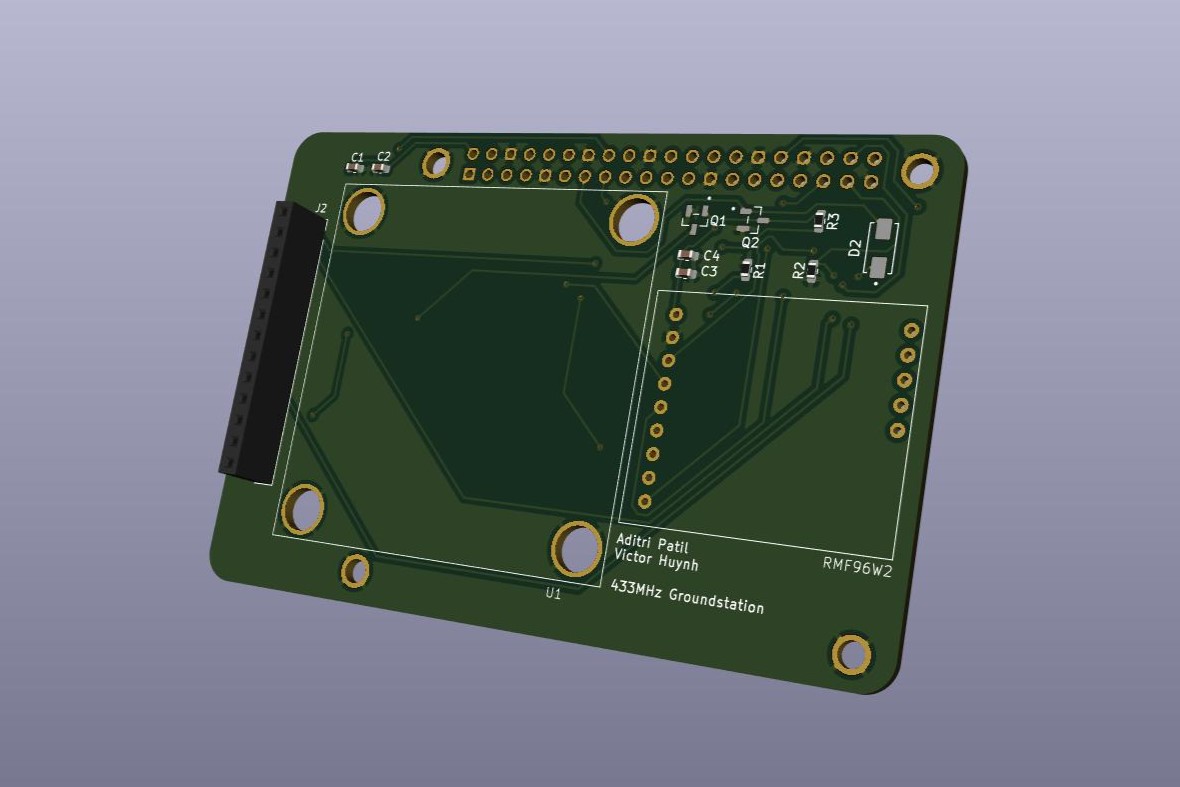 C1 C2
J2
Q1
Q2
R3
D2
C4
C3
R1
R2
Aditri Patil
Victor Huynh
RMF96W2
U1
433MHz Groundstation